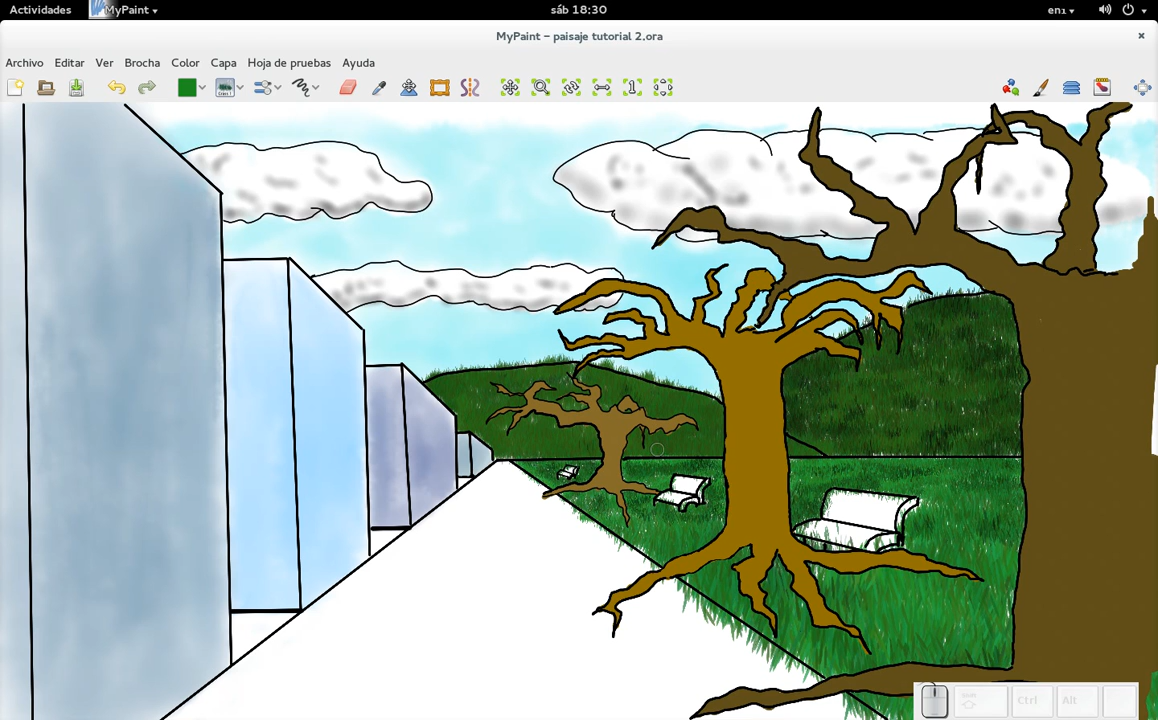 Actividades MyPaint sáb 18:30 en₁
MyPaint – paisaje tutorial 2.ora ×
Archivo Editar Ver Brocha Color Capa Hoja de pruebas Ayuda
1
Ctrl Alt